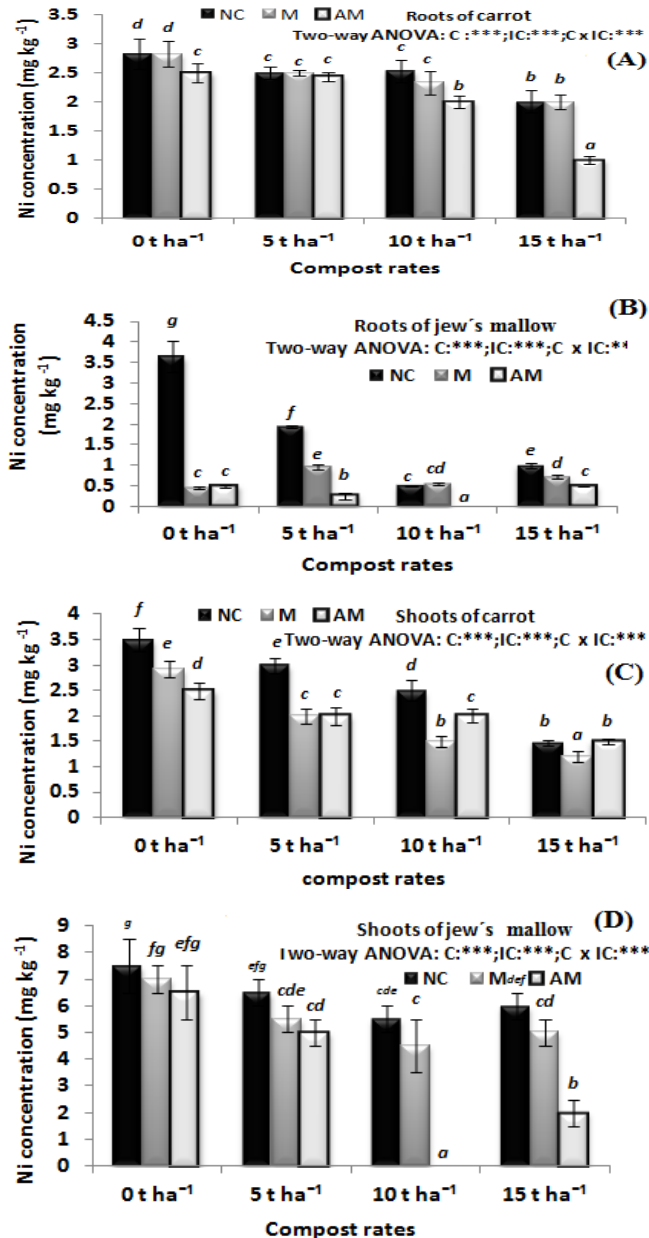 NC M AM
Roots of carrot
Two-way ANOVA: C :***;IC:***;C x IC:***
(A)
Ni concentration (mg kg⁻¹)
3.5
3
2.5
2
1.5
1
0.5
0
d d c
c c c
c c b
b b a
0 t ha⁻¹ 5 t ha⁻¹ 10 t ha⁻¹ 15 t ha⁻¹
Compost rates
(B)
Roots of jew´s mallow
Two-way ANOVA: C:***;IC:***;C x IC:**
NC M AM
Ni concentration
(mg kg⁻¹)
4.5
4
3.5
3
2.5
2
1.5
1
0.5
0
g c c
f e b
c cd a
e d c
0 t ha⁻¹ 5 t ha⁻¹ 10 t ha⁻¹ 15 t ha⁻¹
Compost rates
NC M AM
Shoots of carrot
Two-way ANOVA: C:***;IC:***;C x IC:***
(C)
Ni concentration (mg kg⁻¹)
4
3.5
3
2.5
2
1.5
1
0.5
0
f e d
e c c
d b c
b a b
0 t ha⁻¹ 5 t ha⁻¹ 10 t ha⁻¹ 15 t ha⁻¹
compost rates
(D)
Shoots of jew´s mallow
Two-way ANOVA: C:***;IC:***;C x IC:***
NC M AM
Ni concentration (mg kg⁻¹)
9
8
7
6
5
4
3
2
1
0
g fg efg
efg cde cd
cde c a
def cd b
0 t ha⁻¹ 5 t ha⁻¹ 10 t ha⁻¹ 15 t ha⁻¹
Compost rates